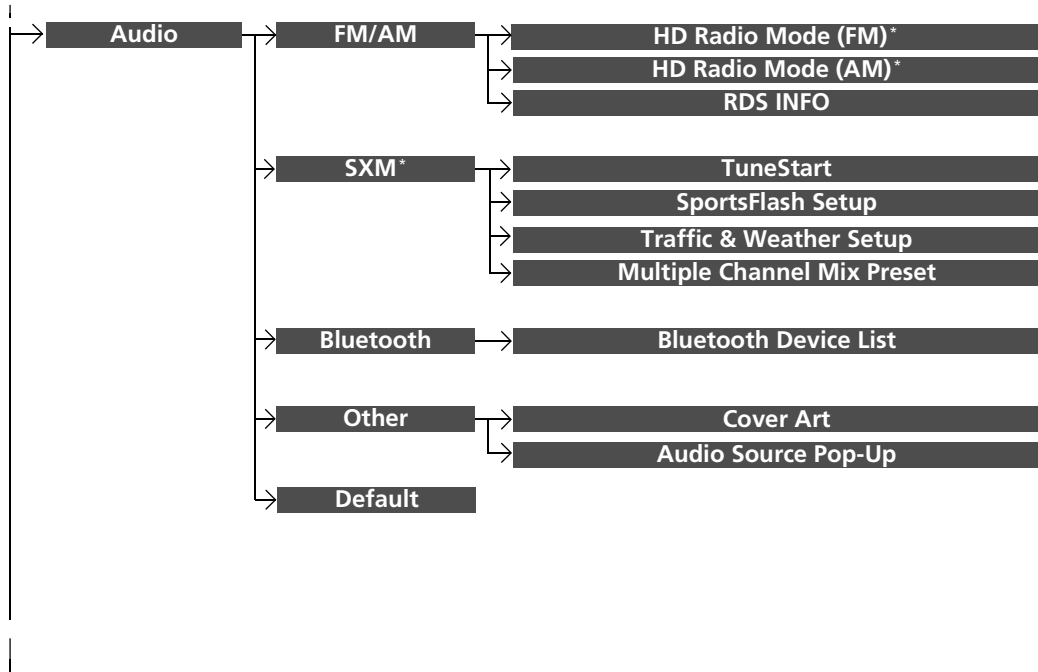 Audio
FM/AM
HD Radio Mode (FM)*
HD Radio Mode (AM)*
RDS INFO
SXM*
TuneStart
SportsFlash Setup
Traffic & Weather Setup
Multiple Channel Mix Preset
Bluetooth
Bluetooth Device List
Other
Cover Art
Audio Source Pop-Up
Default